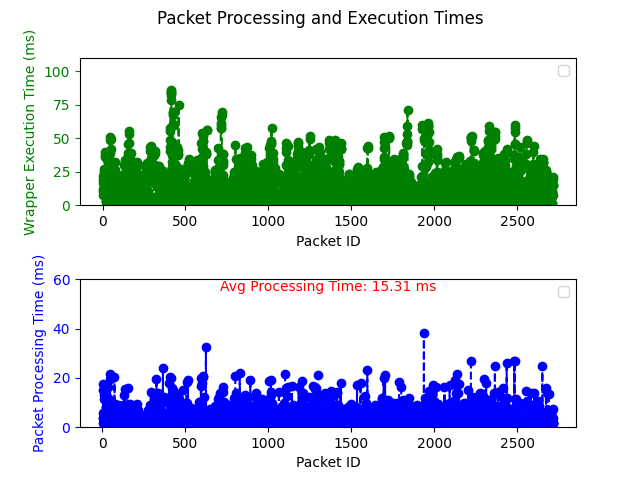 Packet Processing and Execution Times
Wrapper Execution Time (ms)
100
75
50
25
0
0 500 1000 1500 2000 2500
Packet ID
Packet Processing Time (ms)
Avg Processing Time: 15.31 ms
60
40
20
0
0 500 1000 1500 2000 2500
Packet ID